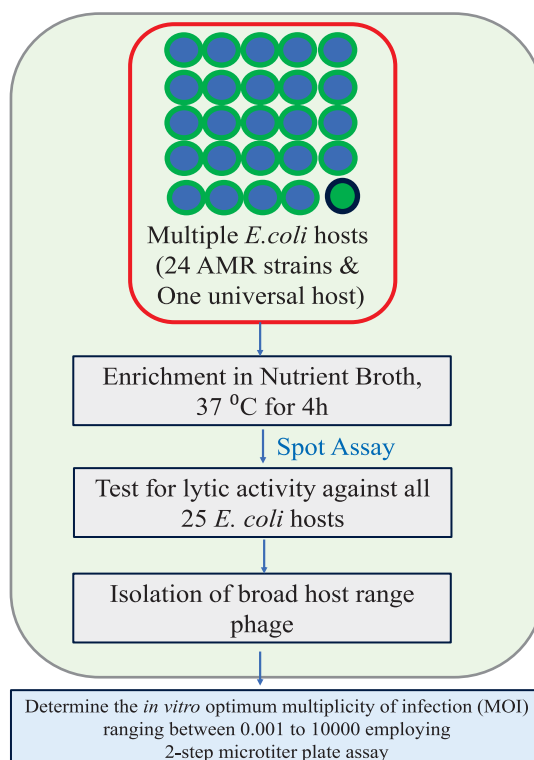 Multiple E.coli hosts
(24 AMR strains &
One universal host)
Enrichment in Nutrient Broth,
37 ⁰C for 4h
Spot Assay
Test for lytic activity against all
25 E. coli hosts
Isolation of broad host range
phage
Determine the in vitro optimum multiplicity of infection (MOI)
ranging between 0.001 to 10000 employing
2-step microtiter plate assay